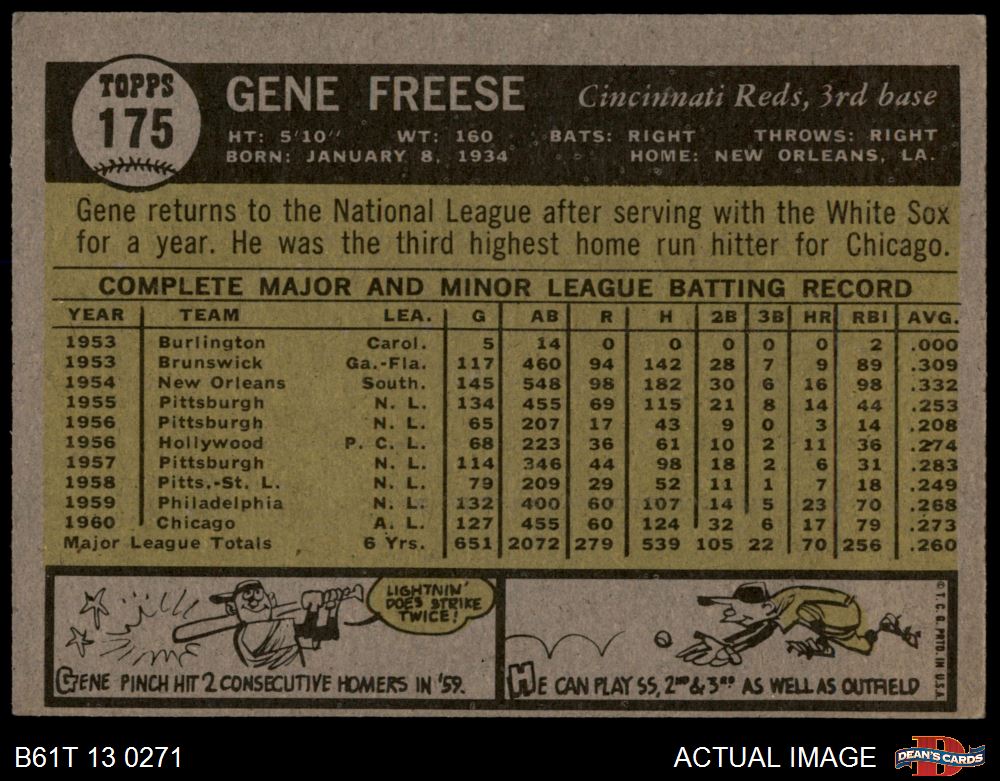 TOPPS
175
GENE FREESE Cincinnati Reds, 3rd base
HT: 5'10" WT: 160 BATS: RIGHT THROWS: RIGHT
BORN: JANUARY 8, 1934 HOME: NEW ORLEANS, LA.
Gene returns to the National League after serving with the White Sox
for a year. He was the third highest home run hitter for Chicago.
COMPLETE MAJOR AND MINOR LEAGUE BATTING RECORD
YEAR TEAM LEA. G AB R H 2B 3B HR RBI AVG.
1953 Burlington Carol. 5 14 0 0 0 0 0 2 .000
1953 Brunswick Ga.-Fla. 117 460 94 142 28 7 9 89 .309
1954 New Orleans South. 145 548 98 182 30 6 16 98 .332
1955 Pittsburgh N. L. 134 455 69 115 21 8 14 44 .253
1956 Pittsburgh N. L. 65 207 17 43 9 0 3 14 .208
1956 Hollywood P. C. L. 68 223 36 61 10 2 11 36 .274
1957 Pittsburgh N. L. 114 346 44 98 18 2 6 31 .283
1958 Pitts.-St. L. N. L. 79 209 29 52 11 1 7 18 .249
1959 Philadelphia N. L. 132 400 60 107 14 5 23 70 .268
1960 Chicago A. L. 127 455 60 124 32 6 17 79 .273
Major League Totals 6 Yrs. 651 2072 279 539 105 22 70 256 .260
LIGHTNIN'
DOES STRIKE
TWICE!
GENE PINCH HIT 2 CONSECUTIVE HOMERS IN '59.
HE CAN PLAY SS, 2ND & 3RD AS WELL AS OUTFIELD
© T. C. G. PRTD. IN U.S.A.
B61T 13 0271 ACTUAL IMAGE
DEAN'S CARDS